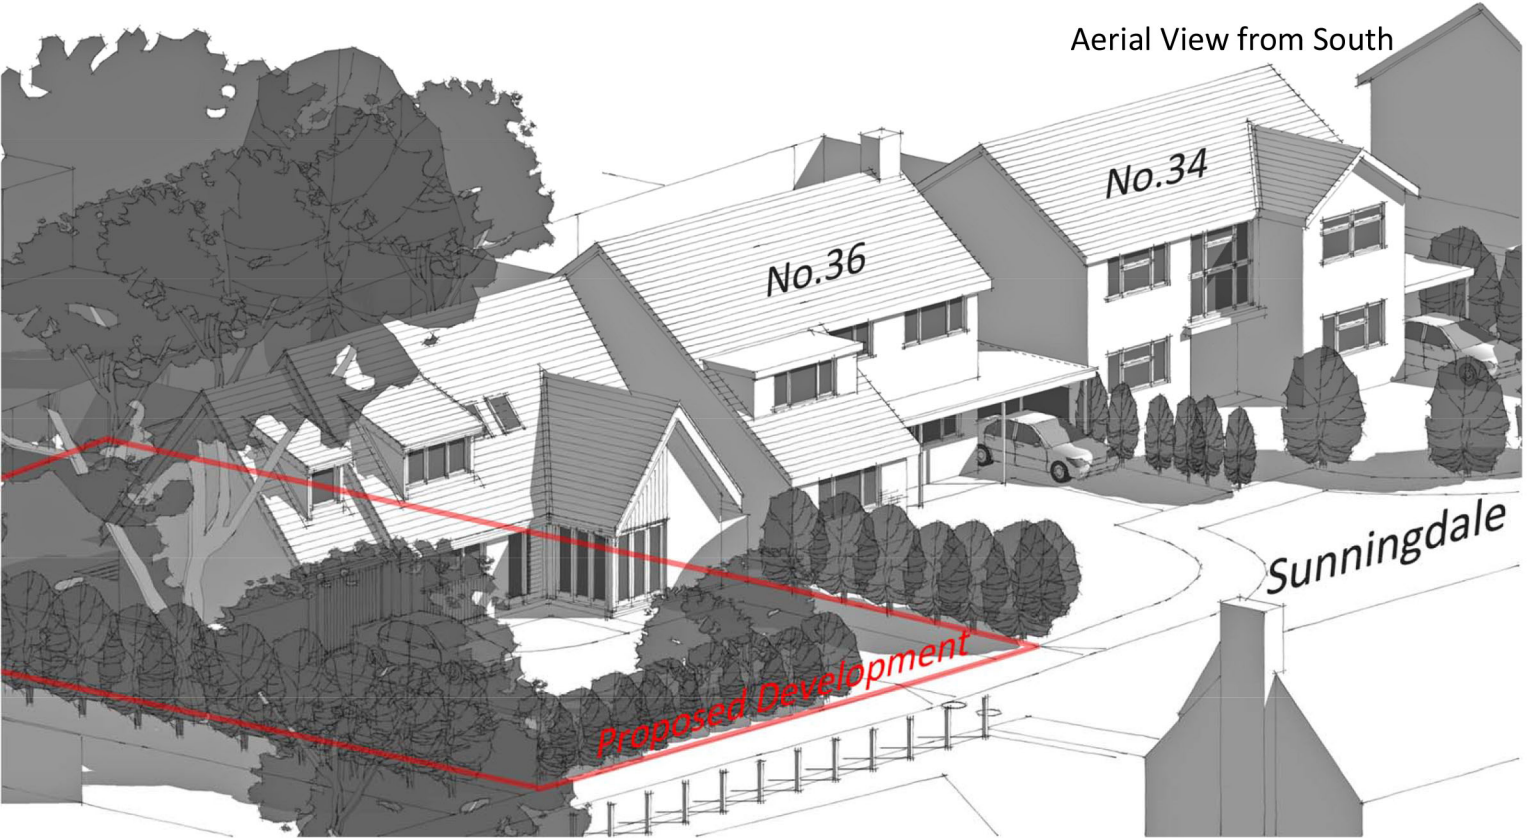 Aerial View from South
No.34
No.36
Sunningdale
Proposed Development